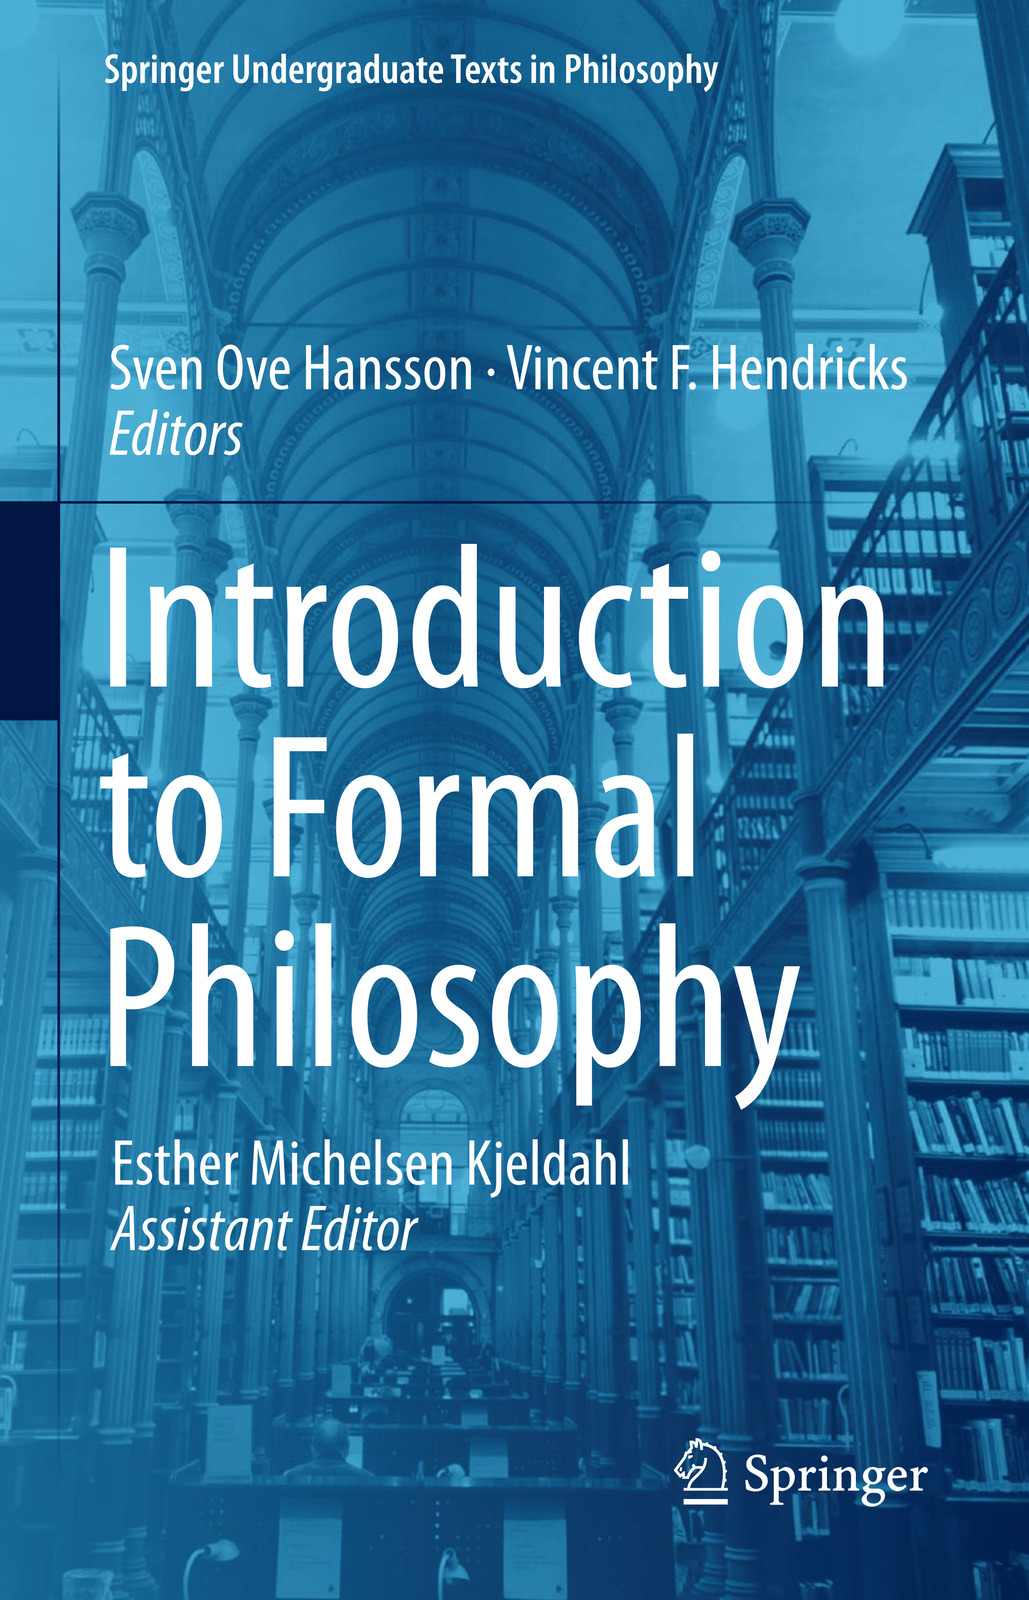 Springer Undergraduate Texts in Philosophy
Sven Ove Hansson · Vincent F. Hendricks
Editors
Introduction
to Formal
Philosophy
Esther Michelsen Kjeldahl
Assistant Editor
Springer